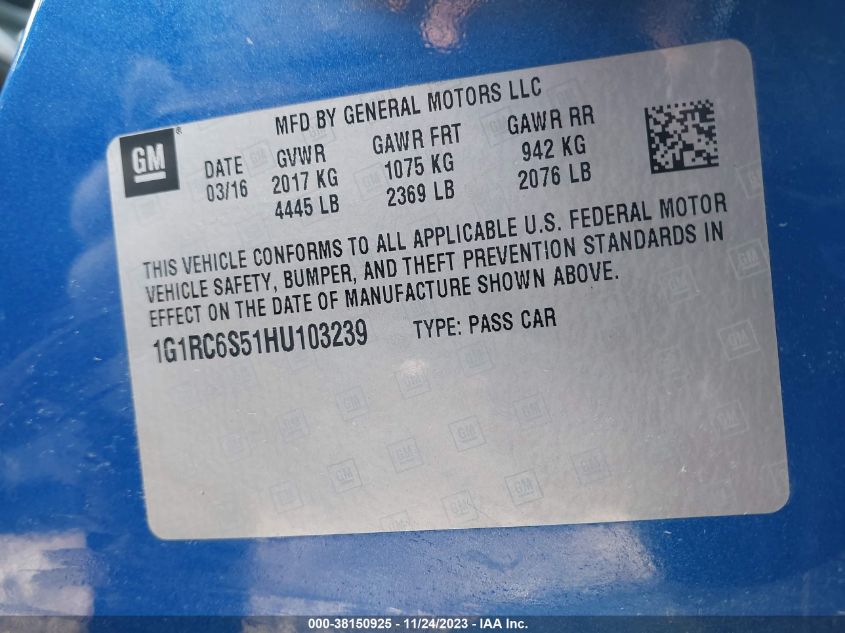 MFD BY GENERAL MOTORS LLC
GM
®
DATE GVWR GAWR FRT GAWR RR
03/16 2017 KG 1075 KG 942 KG
4445 LB 2369 LB 2076 LB
THIS VEHICLE CONFORMS TO ALL APPLICABLE U.S. FEDERAL MOTOR
VEHICLE SAFETY, BUMPER, AND THEFT PREVENTION STANDARDS IN
EFFECT ON THE DATE OF MANUFACTURE SHOWN ABOVE.
1G1RC6S51HU103239 TYPE: PASS CAR
000-38150925 - 11/24/2023 - IAA Inc.